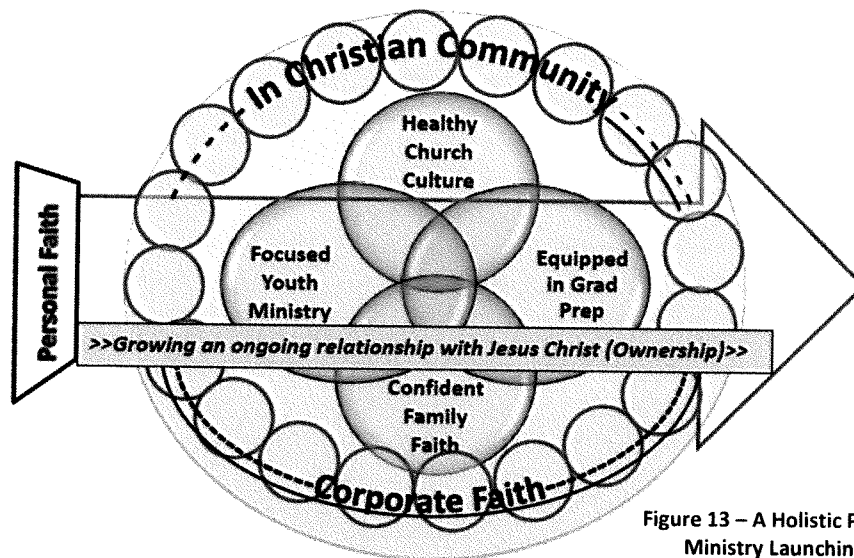 In Christian Community
Healthy
Church
Culture
Personal Faith
Focused
Youth
Ministry
Equipped
in Grad
Prep
>>Growing an ongoing relationship with Jesus Christ (Ownership)>>
Confident
Family
Faith
Corporate Faith
Figure 13 – A Holistic
Ministry